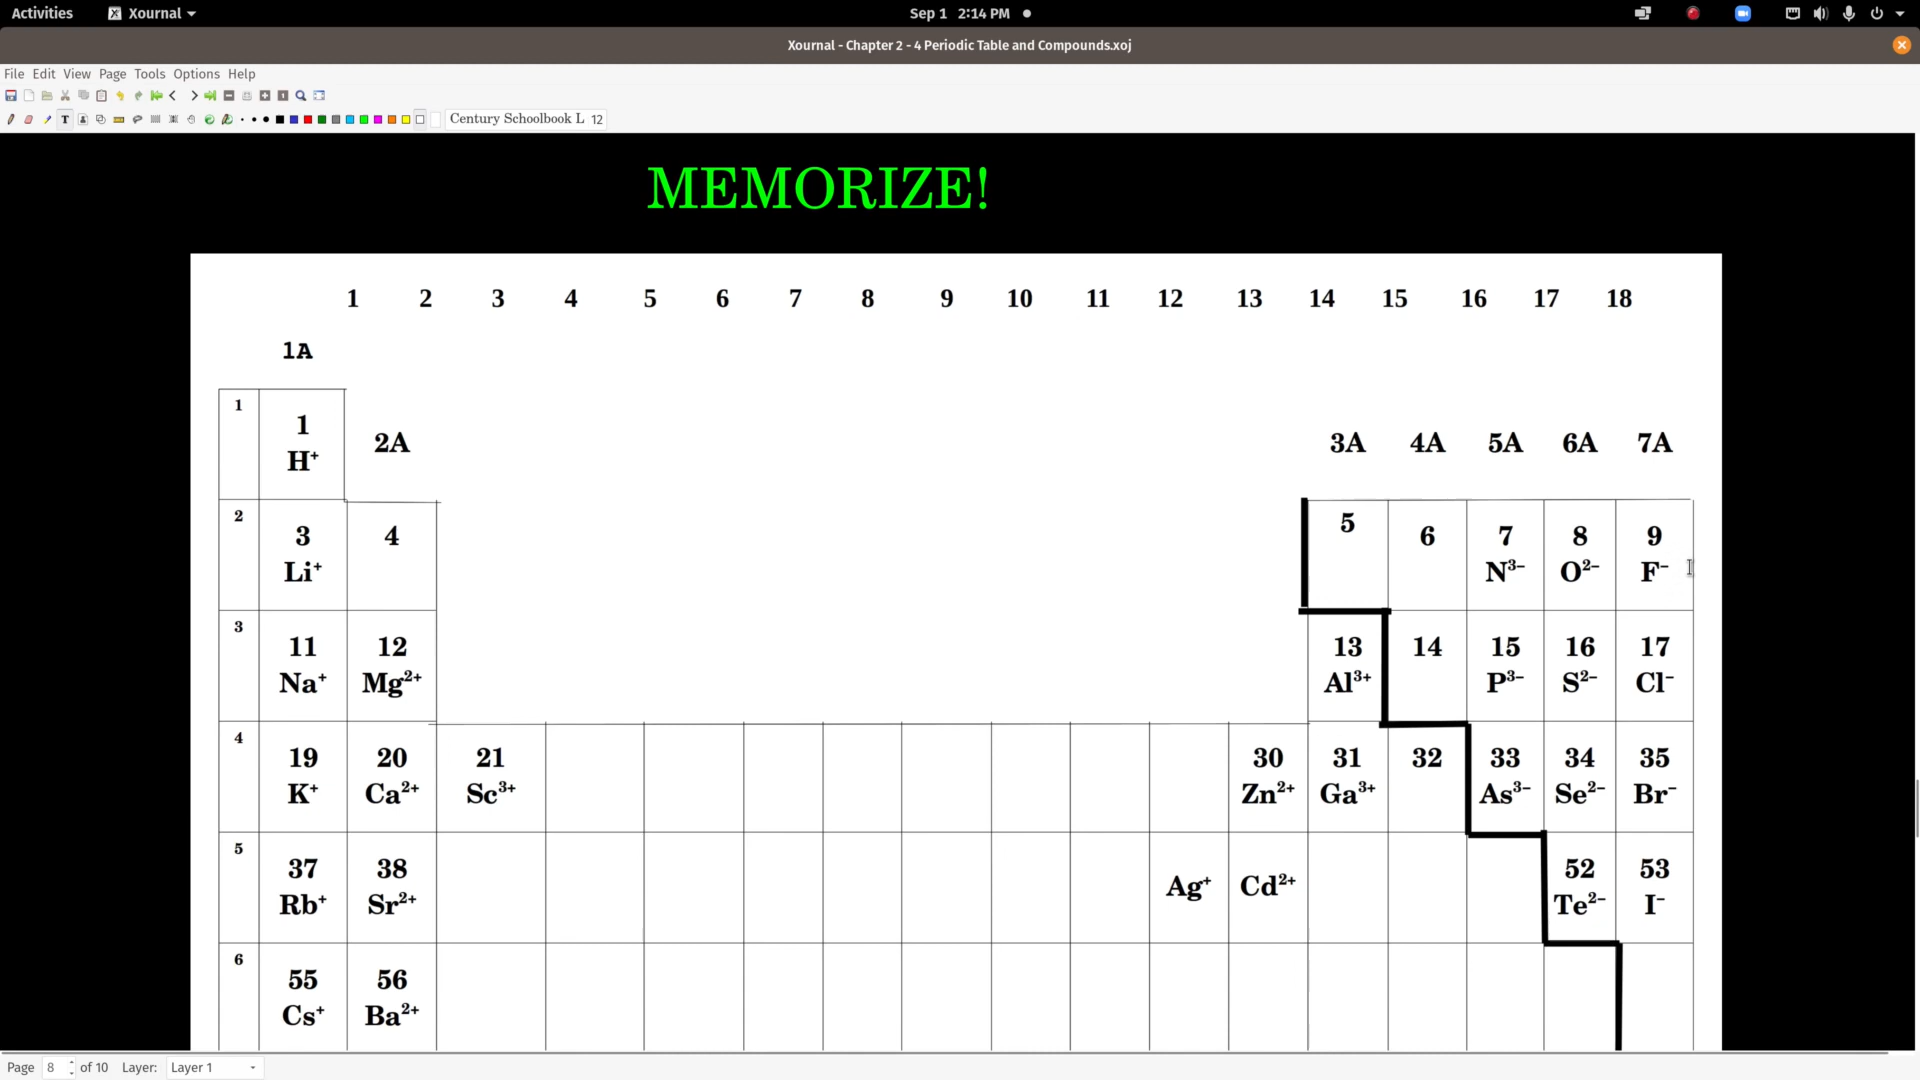 Activities Xournal Sep 1 2:14 PM
Xournal - Chapter 2 - 4 Periodic Table and Compounds.xoj
File Edit View Page Tools Options Help
T Century Schoolbook L 12
MEMORIZE!
1 2 3 4 5 6 7 8 9 10 11 12 13 14 15 16 17 18
1A
1 1 2A 3A 4A 5A 6A 7A
H⁺
2 3 4 5 6 7 8 9
Li⁺ N³⁻ O²⁻ F⁻
3 11 12 13 14 15 16 17
Na⁺ Mg²⁺ Al³⁺ P³⁻ S²⁻ Cl⁻
4 19 20 21 30 31 32 33 34 35
K⁺ Ca²⁺ Sc³⁺ Zn²⁺ Ga³⁺ As³⁻ Se²⁻ Br⁻
5 37 38 52 53
Rb⁺ Sr²⁺ Ag⁺ Cd²⁺ Te²⁻ I⁻
6 55 56
Cs⁺ Ba²⁺
Page 8 of 10 Layer: Layer 1